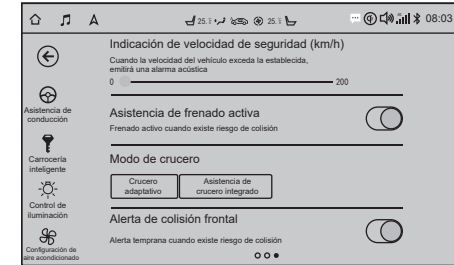 25.5 25.5 08:03
Indicación de velocidad de seguridad (km/h)
Cuando la velocidad del vehículo exceda la establecida,
emitirá una alarma acústica
0 200
Asistencia de
conducción
Asistencia de frenado activa
Frenado activo cuando existe riesgo de colisión
Carrocería
inteligente
Modo de crucero
Crucero
adaptativo
Asistencia de
crucero integrado
Control de
iluminación
Alerta de colisión frontal
Alerta temprana cuando existe riesgo de colisión
Configuración de
aire acondicionado